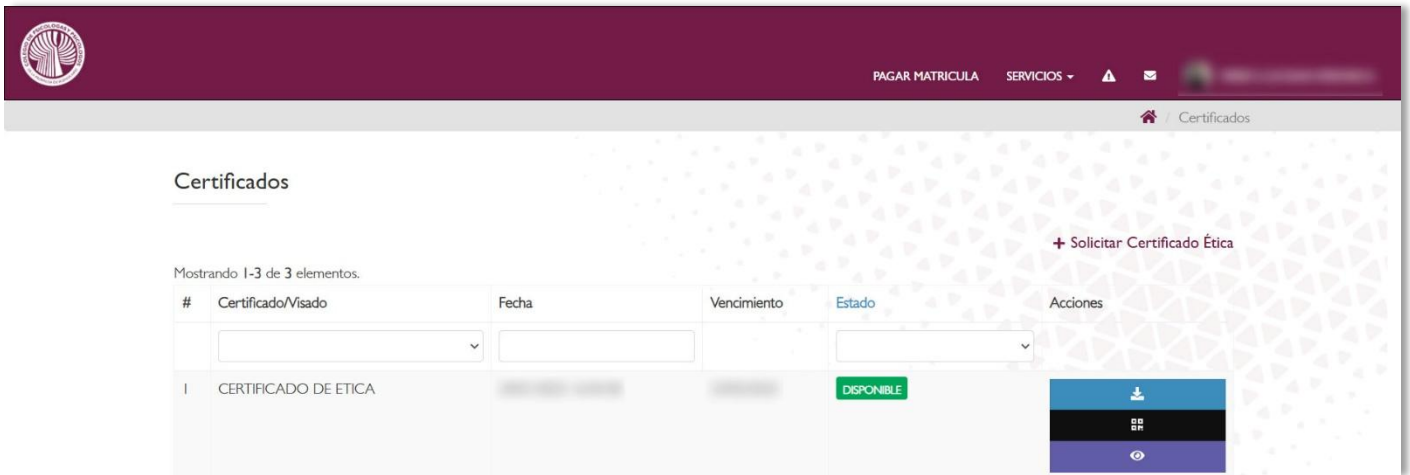 PAGAR MATRICULA SERVICIOS
Certificados
Certificados
+ Solicitar Certificado Ética
Mostrando 1-3 de 3 elementos.
# Certificado/Visado Fecha Vencimiento Estado Acciones
1 CERTIFICADO DE ETICA DISPONIBLE